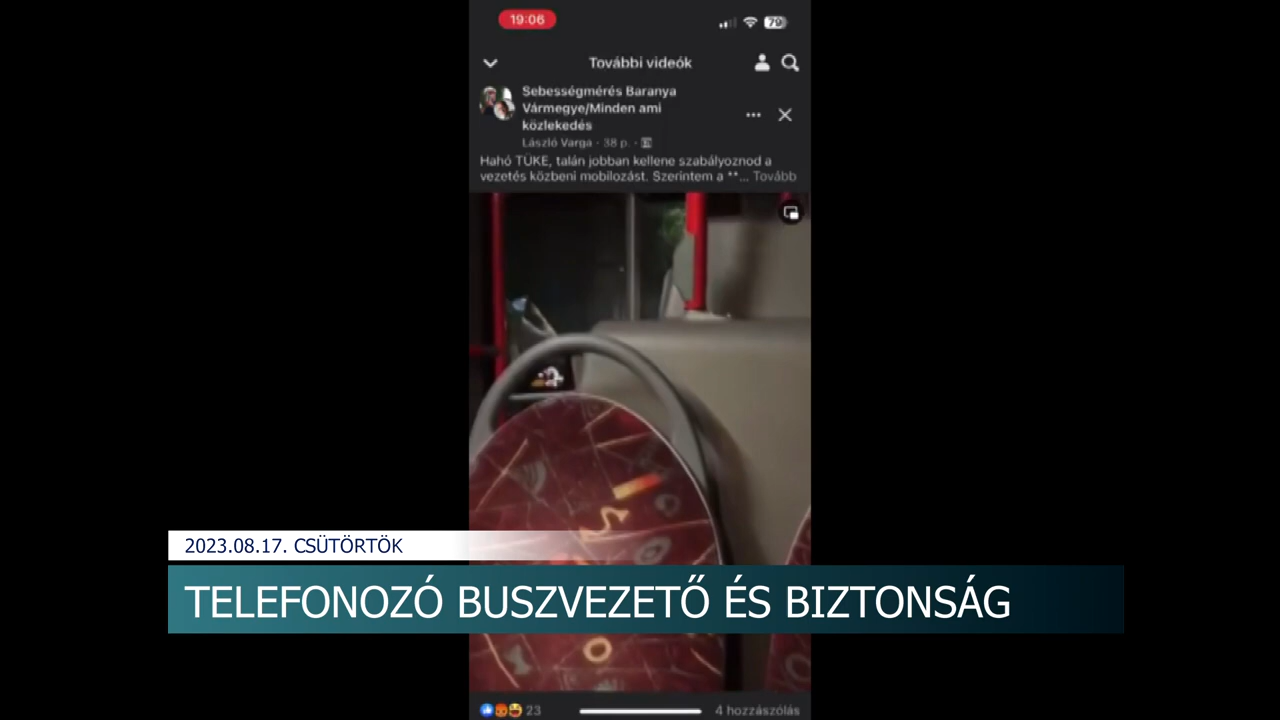 19:06
79
További videók
Sebességmérés Baranya
Vármegye/Minden ami
közlekedés
László Varga · 38 p. ·
Hahó TÜKE, talán jobban kellene szabályoznod a
vezetés közbeni mobilozást. Szerintem a **... Tovább
2023.08.17. CSÜTÖRTÖK
TELEFONOZÓ BUSZVEZETŐ ÉS BIZTONSÁG
23
4 hozzászólás